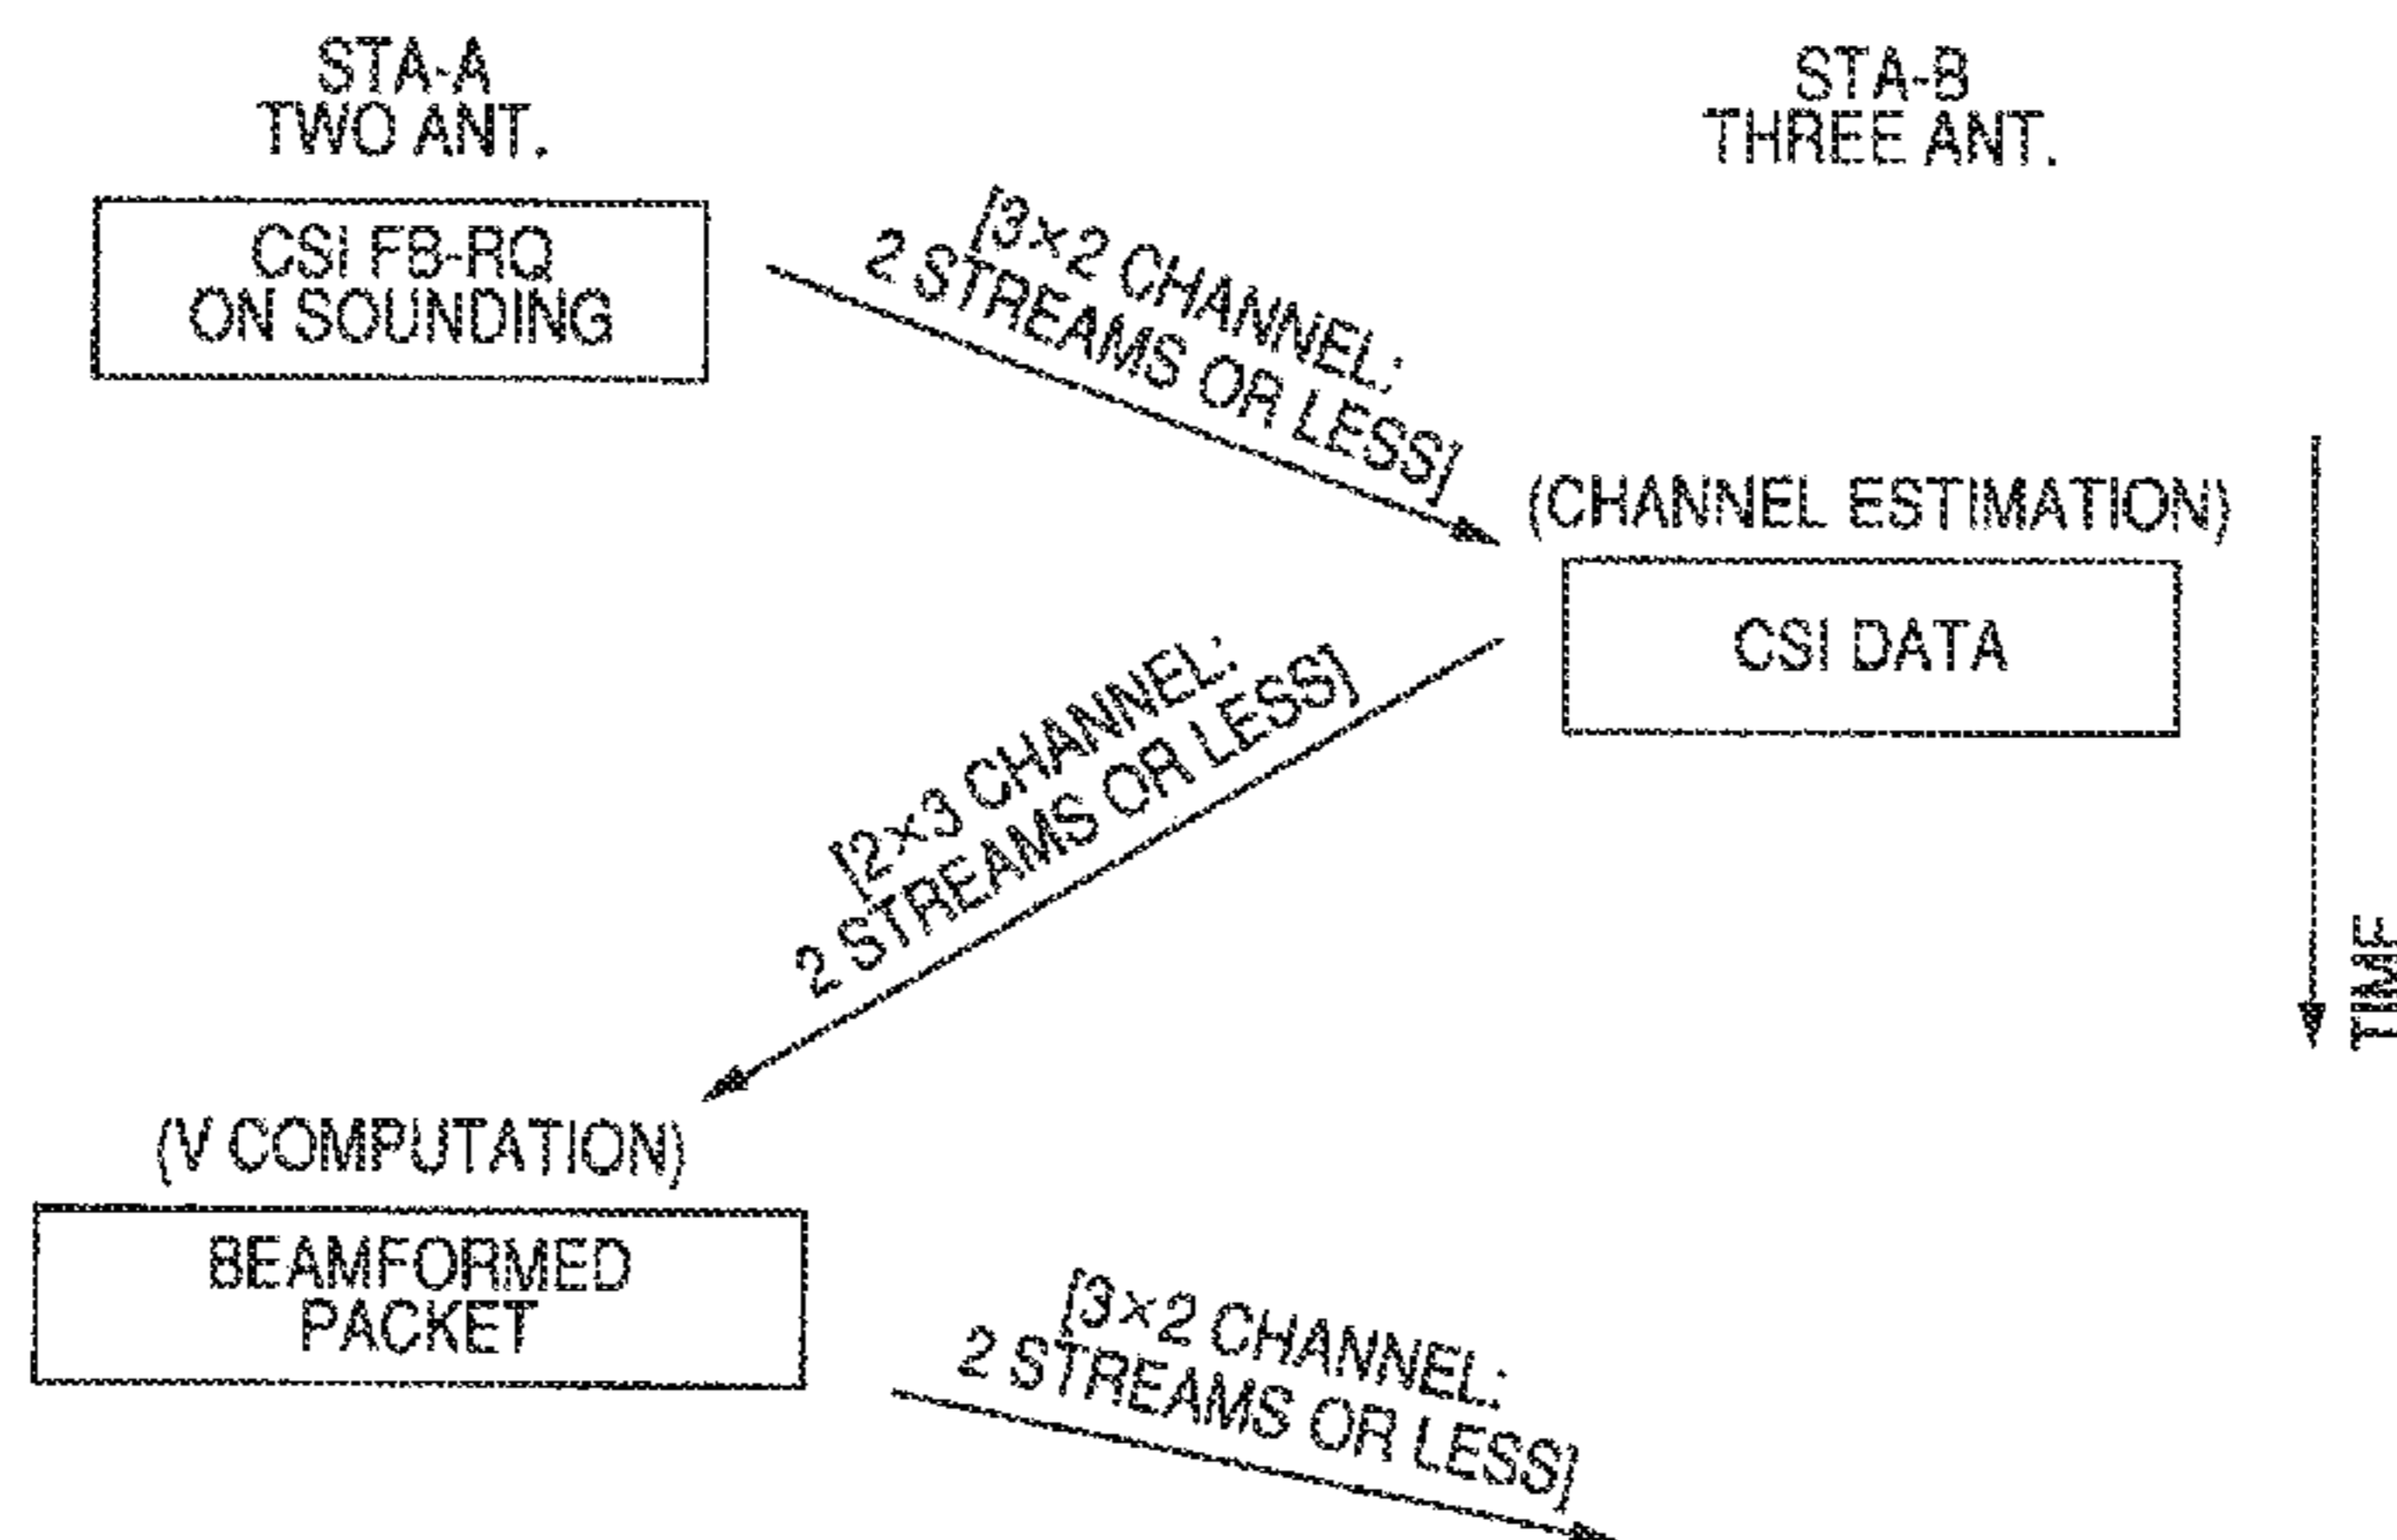 STA-A
TWO ANT.
STA-B
THREE ANT.
CSI FB-RQ
ON SOUNDING
[3×2 CHANNEL:
2 STREAMS OR LESS]
(CHANNEL ESTIMATION)
CSI DATA
[2×3 CHANNEL:
2 STREAMS OR LESS]
TIME
(V COMPUTATION)
BEAMFORMED
PACKET
[3×2 CHANNEL:
2 STREAMS OR LESS]